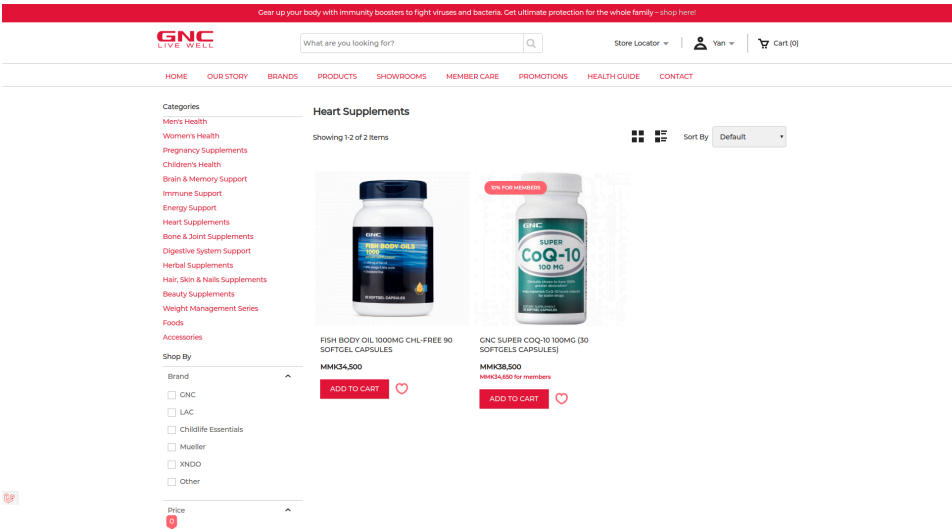 Gear up your body with immunity boosters to fight viruses and bacteria. Get ultimate protection for the whole family – shop here!
GNC
LIVE WELL
What are you looking for?
Store Locator
Yan
Cart (0)
HOME OUR STORY BRANDS PRODUCTS SHOWROOMS MEMBER CARE PROMOTIONS HEALTH GUIDE CONTACT
Categories
Men's Health
Women's Health
Pregnancy Supplements
Children's Health
Brain & Memory Support
Immune Support
Energy Support
Heart Supplements
Bone & Joint Supplements
Digestive System Support
Herbal Supplements
Hair, Skin & Nails Supplements
Beauty Supplements
Weight Management Series
Foods
Accessories
Shop By
Brand
GNC
LAC
Childlife Essentials
Mueller
XNDO
Other
Price
0
Heart Supplements
Showing 1-2 of 2 Items
Sort By Default
GNC
FISH BODY OILS
1000
FISH BODY OIL 1000MG CHL-FREE 90
SOFTGEL CAPSULES
MMK34,500
ADD TO CART
10% FOR MEMBERS
GNC
SUPER
CoQ-10
100 MG
GNC SUPER COQ-10 100MG (30
SOFTGELS CAPSULES)
MMK38,500
MMK34,650 for members
ADD TO CART